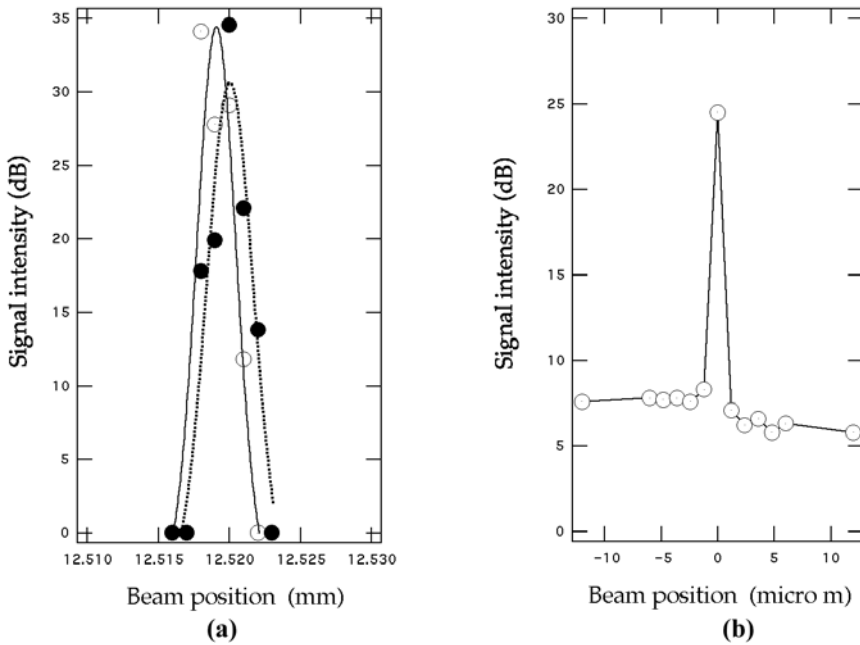 35
30
25
20
15
10
5
0
Signal intensity (dB)
12.510 12.515 12.520 12.525 12.530
Beam position (mm)
(a)
30
25
20
15
10
5
0
Signal intensity (dB)
−10 −5 0 5 10
Beam position (micro m)
(b)